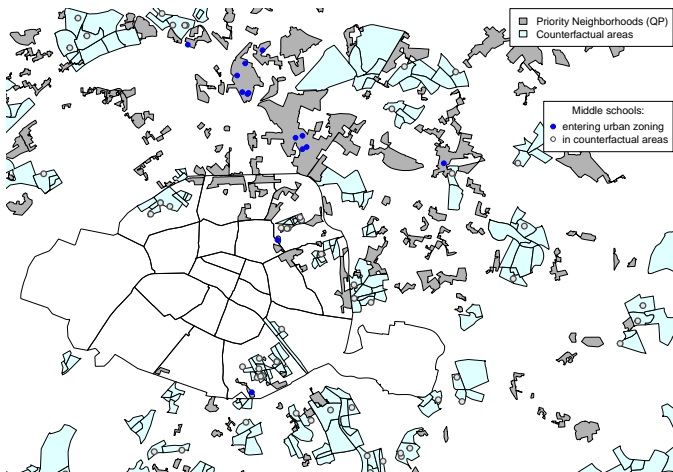 Priority Neighborhoods (QP)
Counterfactual areas
Middle schools:
entering urban zoning
in counterfactual areas